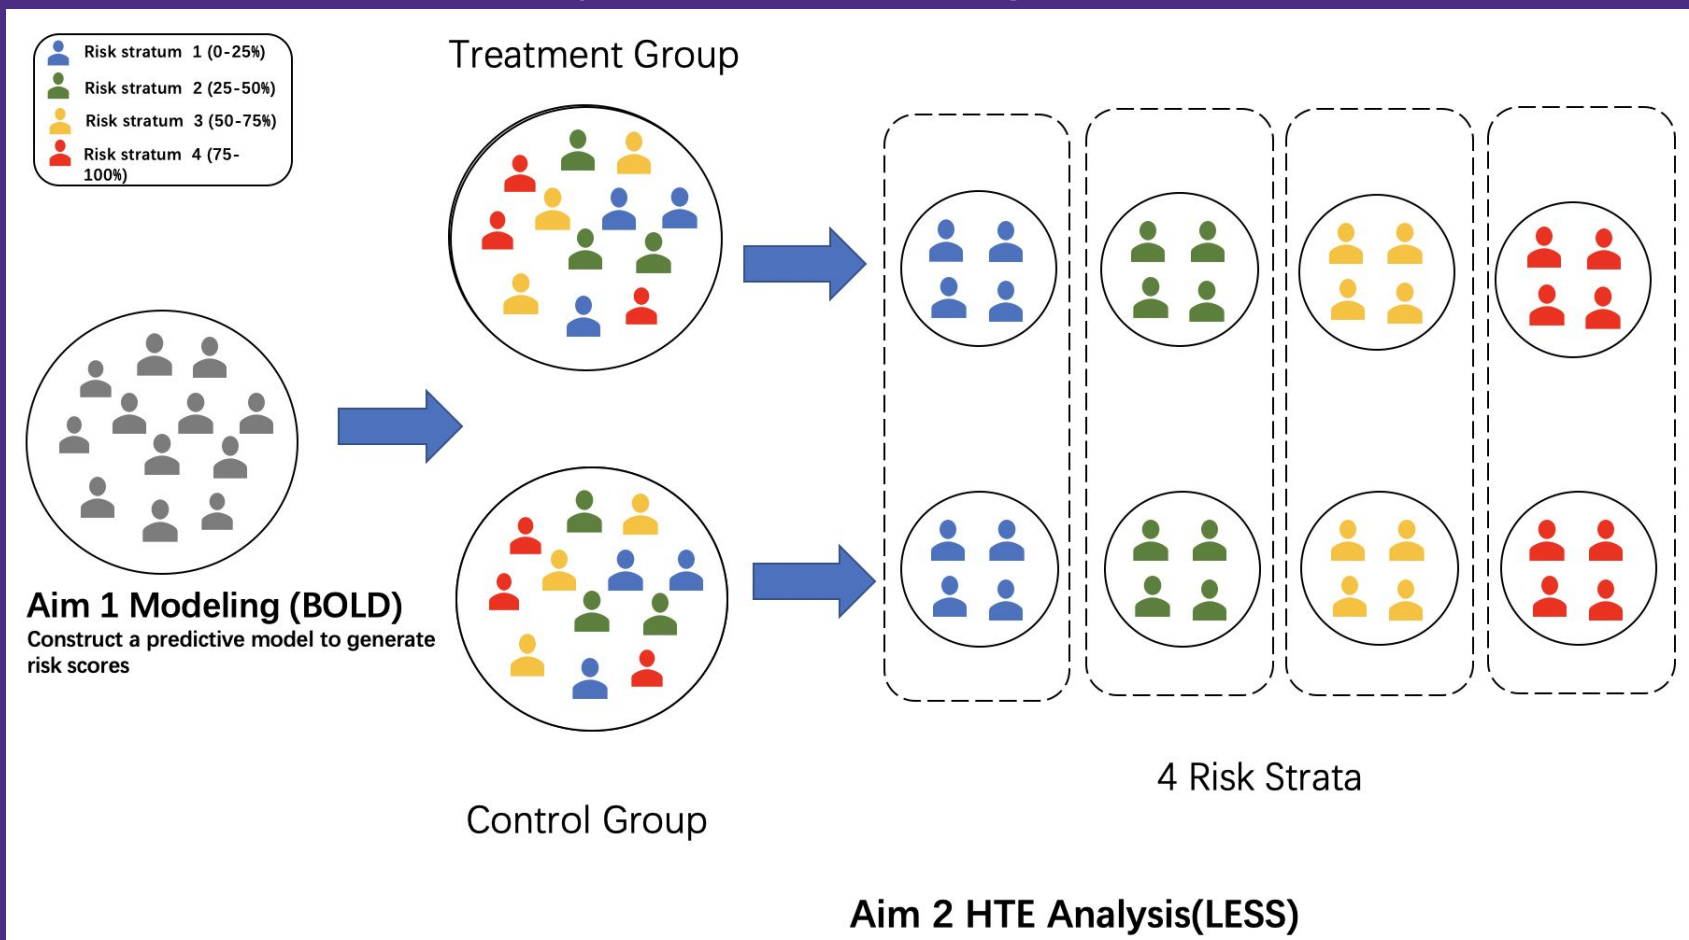 Risk stratum 1 (0-25%)
Risk stratum 2 (25-50%)
Risk stratum 3 (50-75%)
Risk stratum 4 (75-
100%)
Treatment Group
Aim 1 Modeling (BOLD)
Construct a predictive model to generate
risk scores
Control Group
4 Risk Strata
Aim 2 HTE Analysis(LESS)